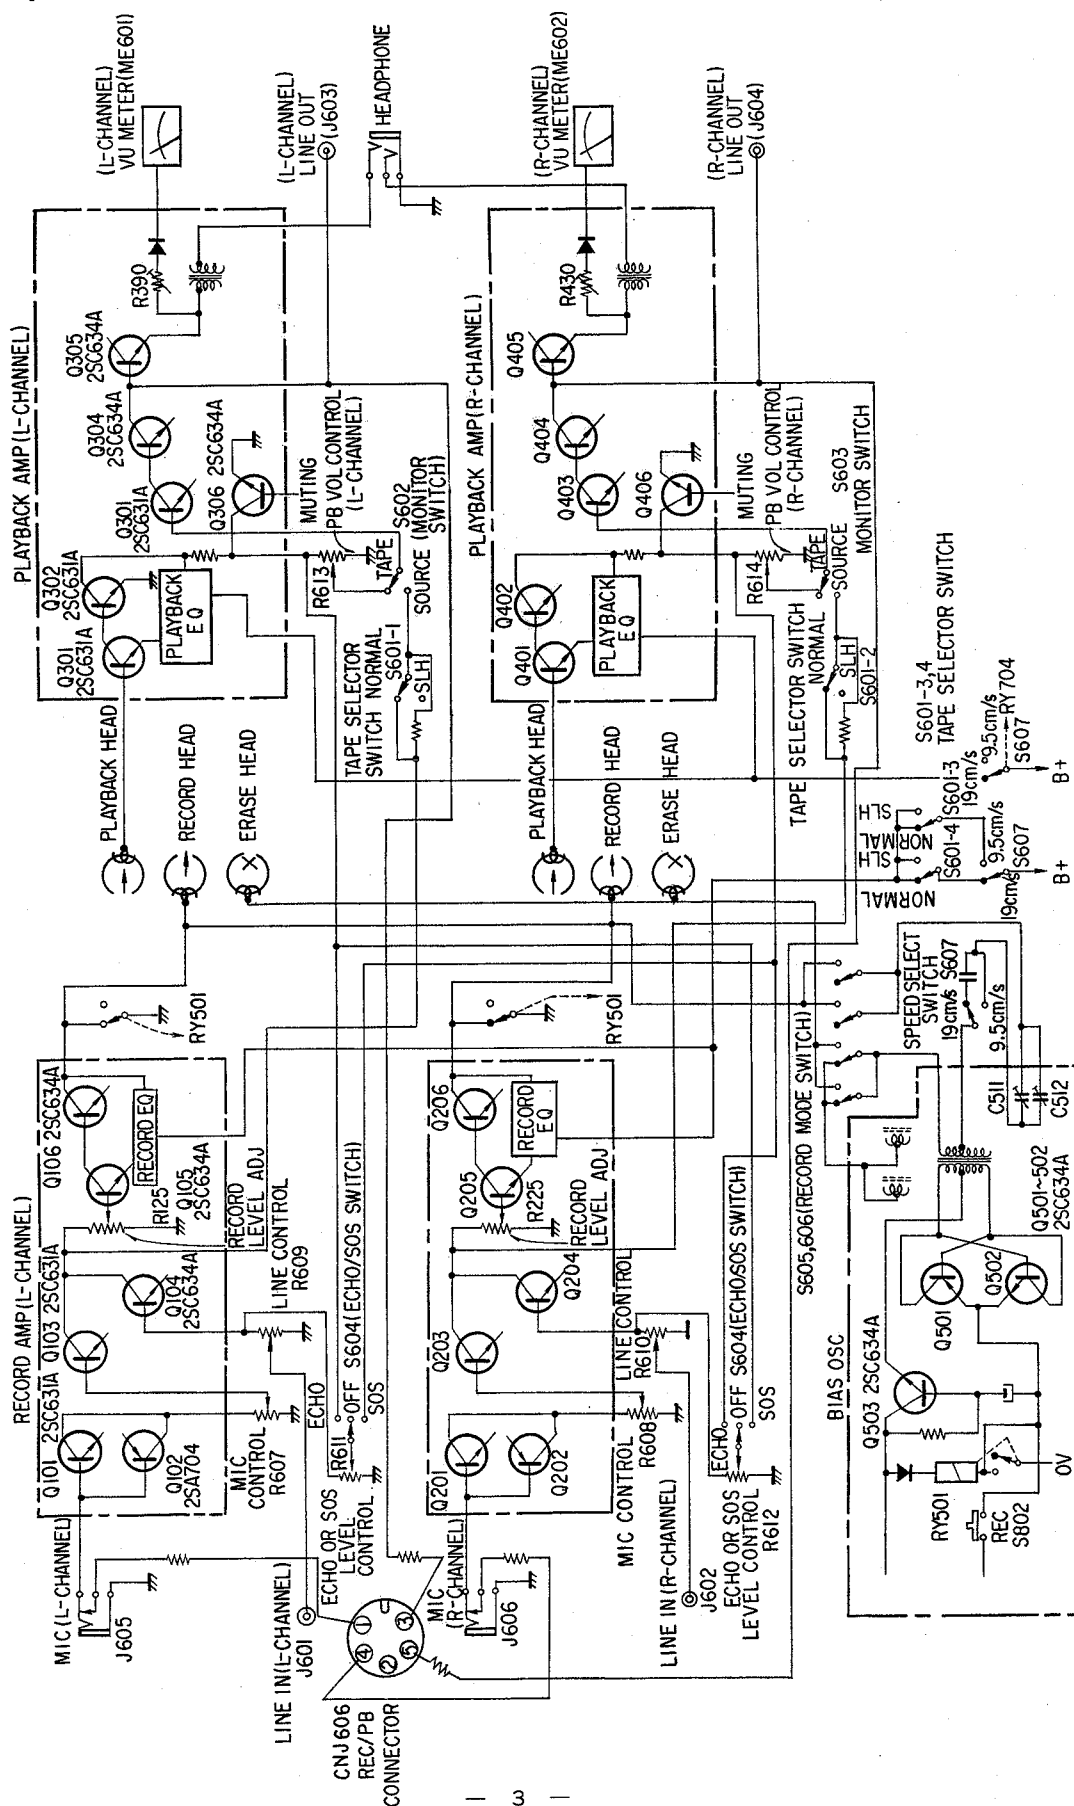 RECORD AMP(L-CHANNEL)
MIC(L-CHANNEL)
J605
Q101
2SC631A
Q102
2SA704
Q103 2SC631A
Q104
2SC634A
Q105
2SC634A
Q106 2SC634A
RECORD EQ
R125
RECORD
LEVEL ADJ
MIC
CONTROL
R607
LINE CONTROL
R609
RY501
LINE IN(L-CHANNEL)
J601
ECHO OR SOS
LEVEL
CONTROL
R611
ECHO
OFF
SOS
S604(ECHO/SOS SWITCH)
CNJ606
REC/PB
CONNECTOR
1
2
3
4
5
MIC
(R-CHANNEL)
J606
Q201
Q202
Q203
Q204
Q205
Q206
RECORD
EQ
R225
RECORD
LEVEL ADJ
RY501
MIC CONTROL
R608
LINE CONTROL
R610
LINE IN(R-CHANNEL)
J602
ECHO OR SOS
LEVEL CONTROL
R612
ECHO
OFF
SOS
S604(ECHO/SOS SWITCH)
S605,606(RECORD MODE SWITCH)
PLAYBACK AMP(L-CHANNEL)
PLAYBACK HEAD
RECORD HEAD
ERASE HEAD
Q301
2SC631A
Q302
2SC631A
PLAYBACK
EQ
Q301
2SC631A
Q304
2SC634A
Q305
2SC634A
Q306 2SC634A
MUTING
R390
(L-CHANNEL)
VU METER(ME601)
(L-CHANNEL)
LINE OUT
(J603)
HEADPHONE
R613
PB VOL CONTROL
(L-CHANNEL)
TAPE
SOURCE
S602
(MONITOR
SWITCH)
TAPE SELECTOR
SWITCH NORMAL
S601-1
SLH
PLAYBACK AMP(R-CHANNEL)
PLAYBACK HEAD
RECORD HEAD
ERASE HEAD
Q401
Q402
PLAYBACK
EQ
Q403
Q404
Q405
Q406
MUTING
R430
(R-CHANNEL)
VU METER(ME602)
(R-CHANNEL)
LINE OUT
(J604)
R614
PB VOL CONTROL
(R-CHANNEL)
TAPE
SOURCE
S603
MONITOR SWITCH
TAPE SELECTOR SWITCH
NORMAL
SLH
S601-2
S601-3,4
TAPE SELECTOR SWITCH
SLH
NORMAL
S601-3
SLH
NORMAL
S601-4
19cm/s
9.5cm/s
RY704
S607
B+
19cm/s
9.5cm/s
S607
B+
SPEED SELECT
SWITCH
S607
19cm/s
9.5cm/s
C511
C512
BIAS OSC
Q503 2SC634A
Q501
Q502
Q501~502
2SC634A
RY501
REC
S802
0V
— 3 —